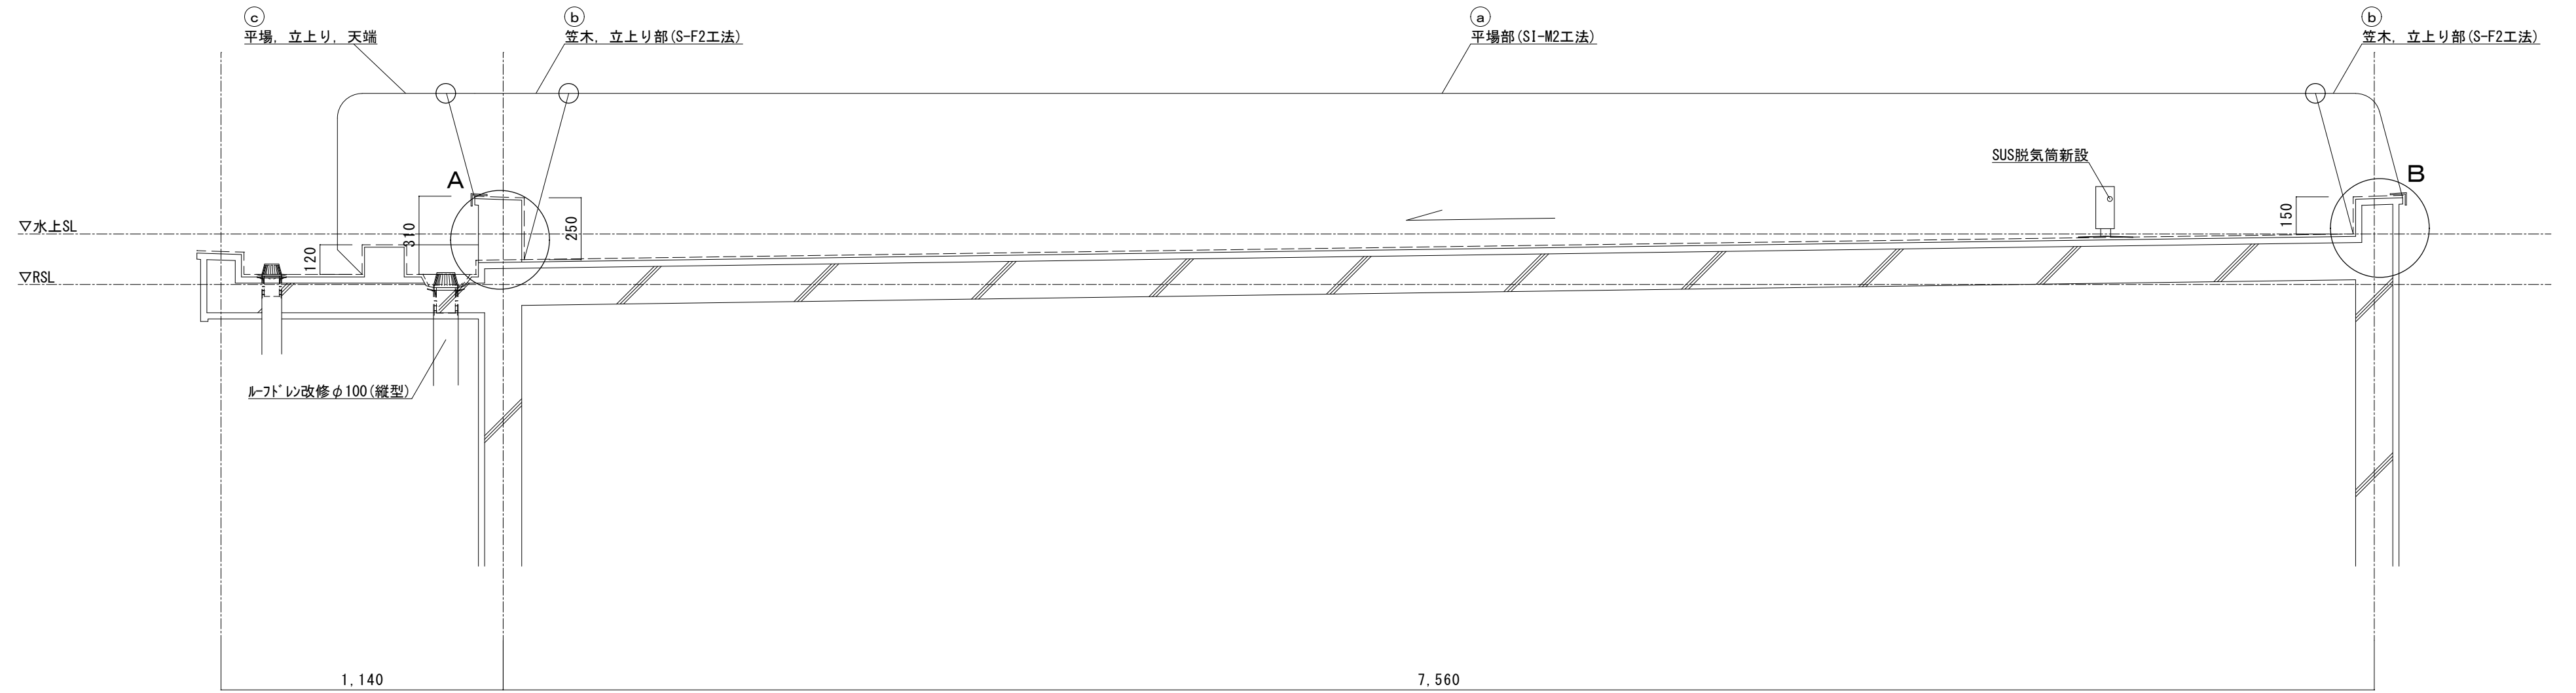 ⓒ
平場, 立上り, 天端
ⓑ
笠木, 立上り部(S-F2工法)
ⓐ
平場部(SI-M2工法)
ⓑ
笠木, 立上り部(S-F2工法)
SUS脱気筒新設
A
B
▽水上SL
310
250
150
120
▽RSL
ﾙｰﾌﾄﾞﾚﾝ改修φ100(縦型)
1,140
7,560